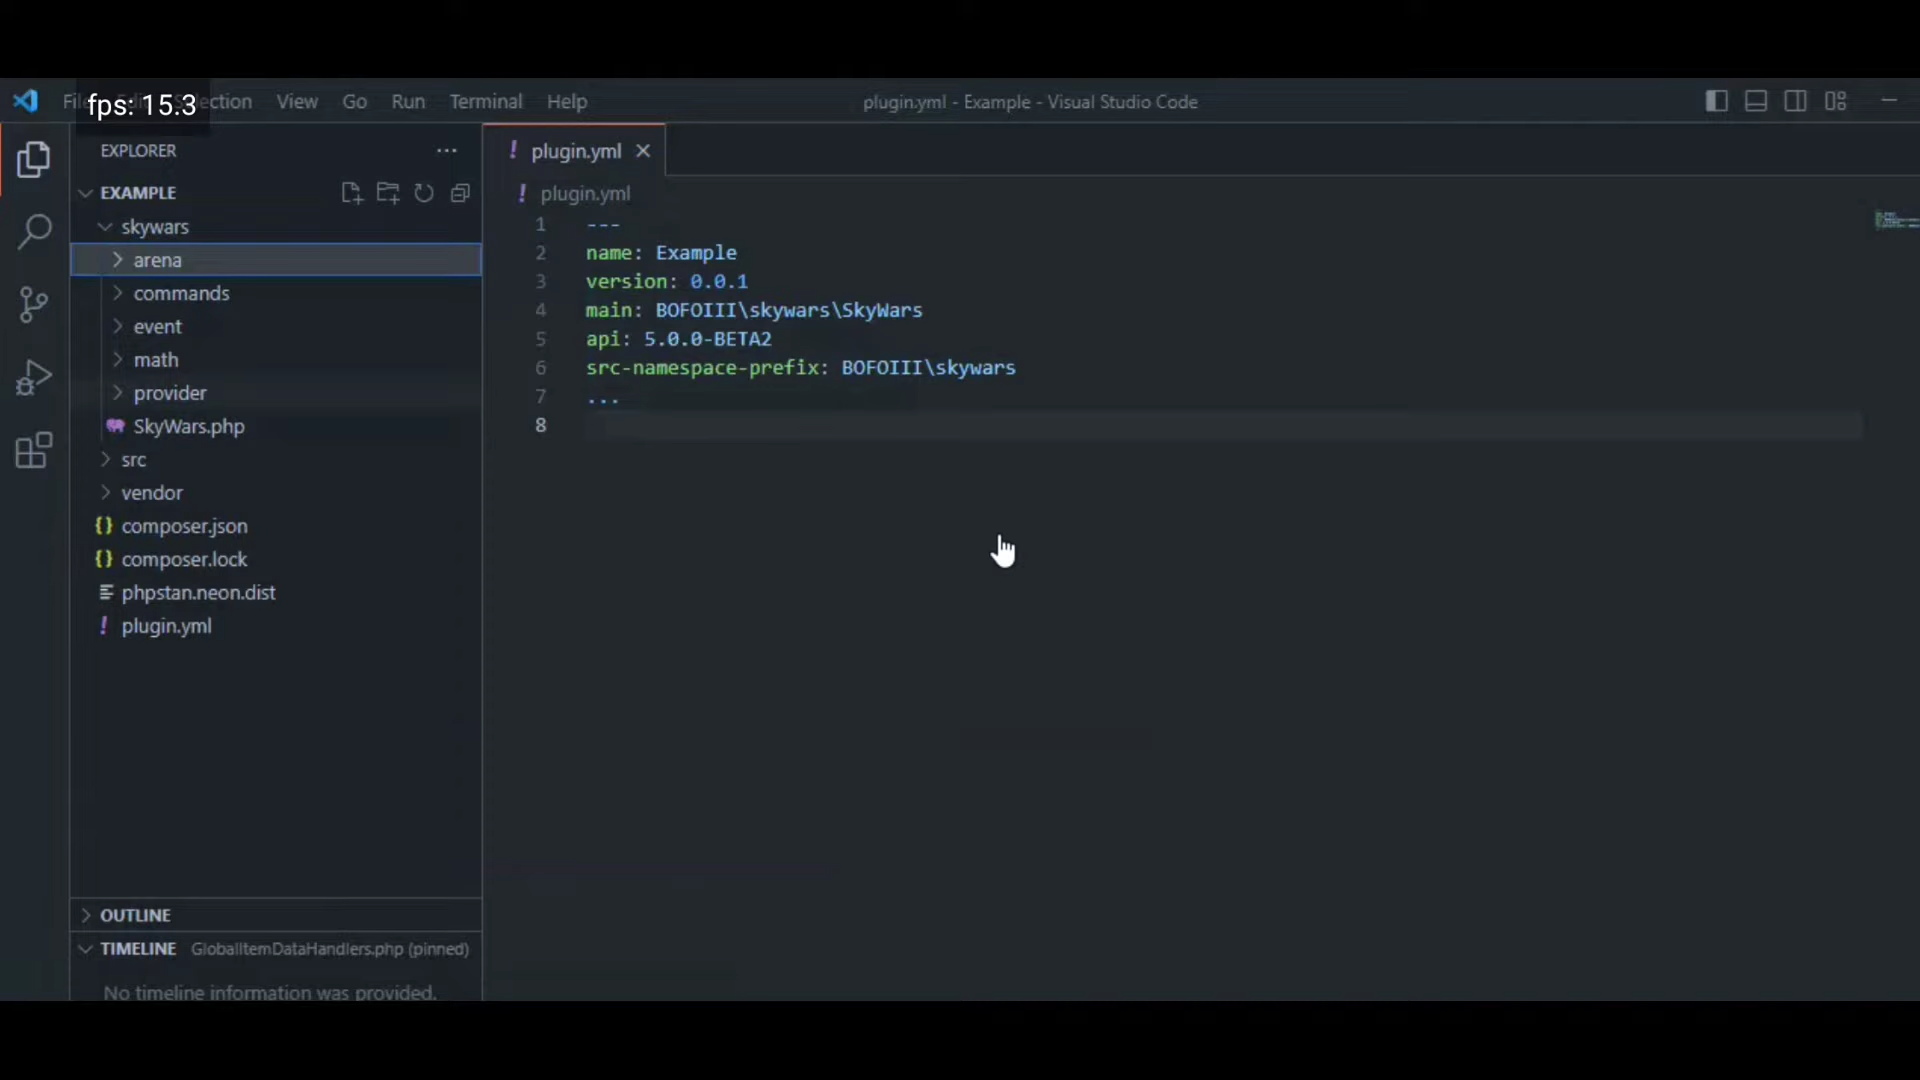 fps: 15.3
File Edit Selection View Go Run Terminal Help
plugin.yml - Example - Visual Studio Code
EXPLORER
EXAMPLE
skywars
arena
commands
event
math
provider
SkyWars.php
src
vendor
composer.json
composer.lock
phpstan.neon.dist
plugin.yml
OUTLINE
TIMELINE GlobalItemDataHandlers.php (pinned)
No timeline information was provided.
plugin.yml
plugin.yml
1 ---
2 name: Example
3 version: 0.0.1
4 main: BOFOIII\skywars\SkyWars
5 api: 5.0.0-BETA2
6 src-namespace-prefix: BOFOIII\skywars
7 ...
8